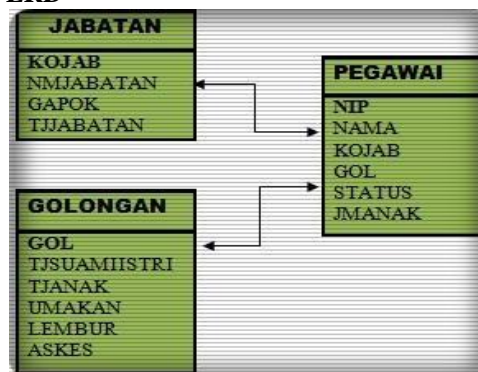 JABATAN
KOJAB
NMJABATAN
GAPOK
TJJABATAN
PEGAWAI
NIP
NAMA
KOJAB
GOL
STATUS
JMANAK
GOLONGAN
GOL
TJSUAMIISTRI
TJANAK
UMAKAN
LEMBUR
ASKES